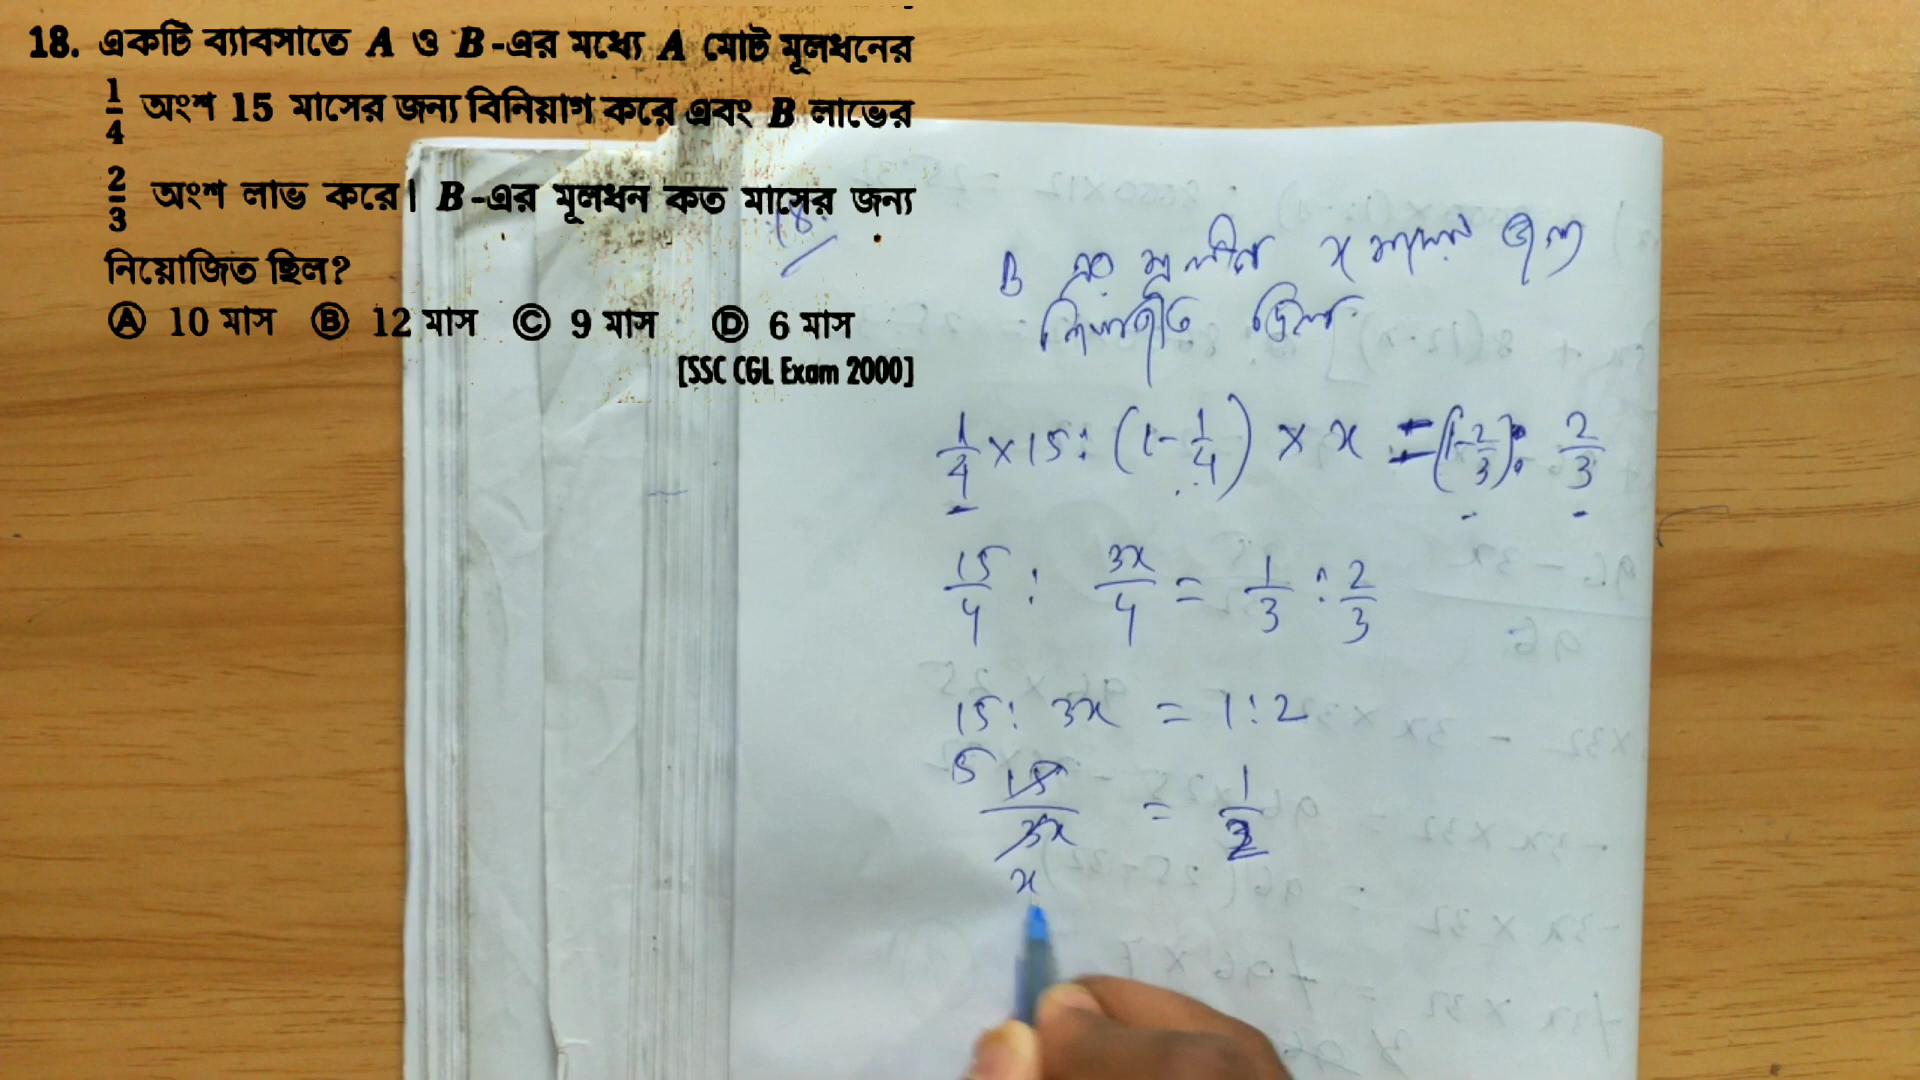 18. একটি ব্যাবসাতে A ও B-এর মধ্যে A মোট মূলধনের
1/4 অংশ 15 মাসের জন্য বিনিয়াগ করে এবং B লাভের
2/3 অংশ লাভ করে। B-এর মূলধন কত মাসের জন্য
নিয়োজিত ছিল?
Ⓐ 10 মাস Ⓑ 12 মাস Ⓒ 9 মাস Ⓓ 6 মাস
[SSC CGL Exam 2000]
18.
B এর মূলধন x মাসের জন্য
নিয়োজিত ছিল
1/4 × 15 : (1 - 1/4) × x = (1 - 2/3) : 2/3
15/4 : 3x/4 = 1/3 : 2/3
15 : 3x = 1 : 2
5 15/3x = 1/2
x